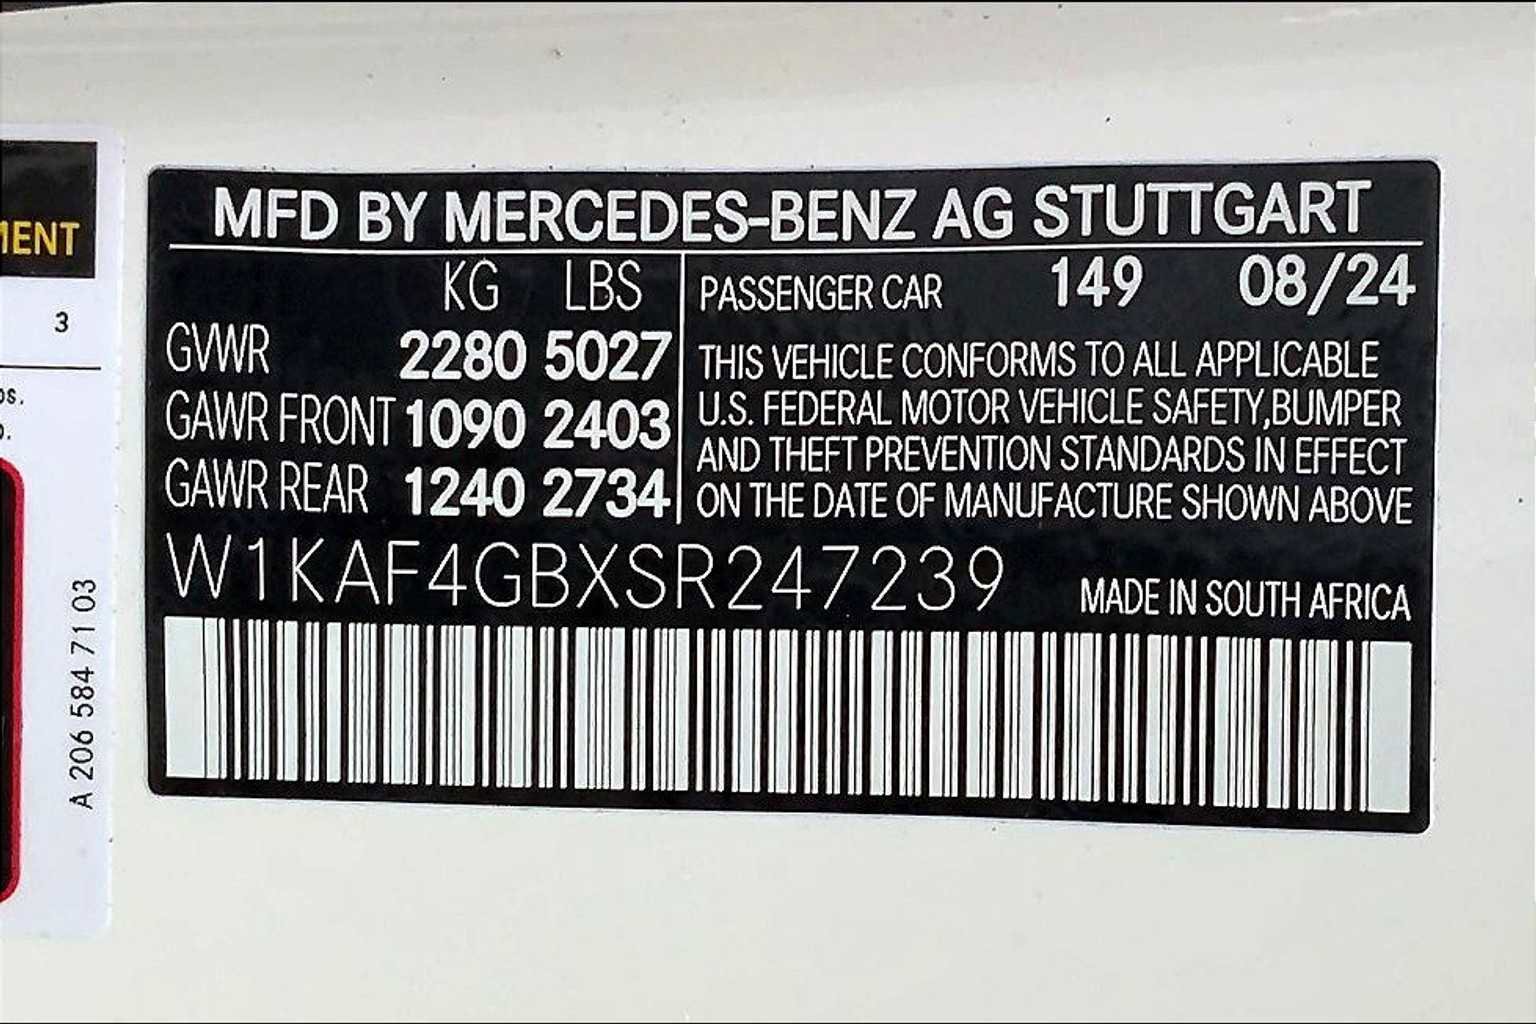 MFD BY MERCEDES-BENZ AG STUTTGART
KG LBS
GVWR 2280 5027
GAWR FRONT 1090 2403
GAWR REAR 1240 2734
PASSENGER CAR 149 08/24
THIS VEHICLE CONFORMS TO ALL APPLICABLE
U.S. FEDERAL MOTOR VEHICLE SAFETY,BUMPER
AND THEFT PREVENTION STANDARDS IN EFFECT
ON THE DATE OF MANUFACTURE SHOWN ABOVE
W1KAF4GBXSR247239
MADE IN SOUTH AFRICA
3
A 206 584 71 03